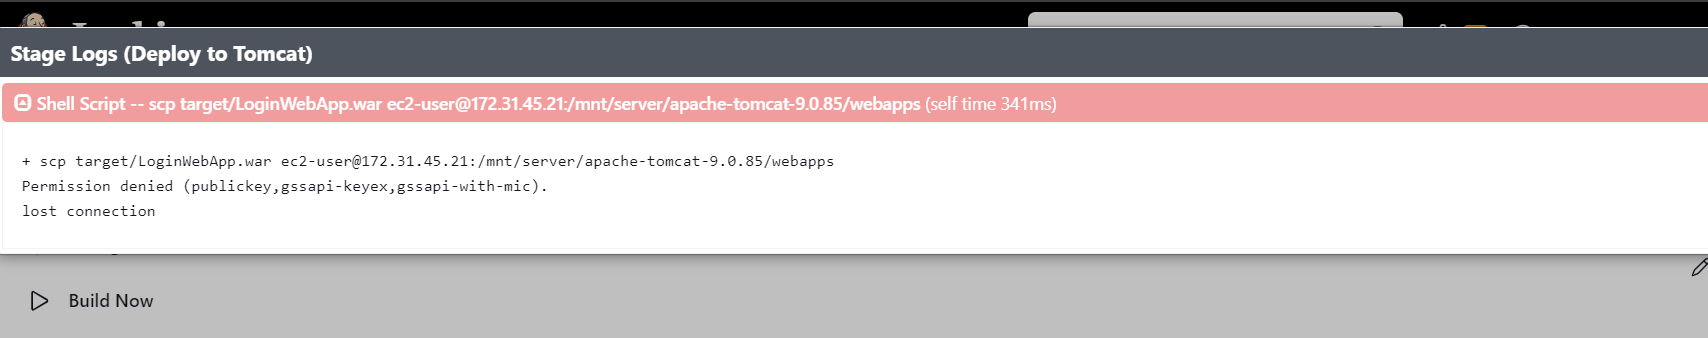 Stage Logs (Deploy to Tomcat)
Shell Script -- scp target/LoginWebApp.war ec2-user@172.31.45.21:/mnt/server/apache-tomcat-9.0.85/webapps (self time 341ms)
+ scp target/LoginWebApp.war ec2-user@172.31.45.21:/mnt/server/apache-tomcat-9.0.85/webapps
Permission denied (publickey,gssapi-keyex,gssapi-with-mic).
lost connection
Build Now